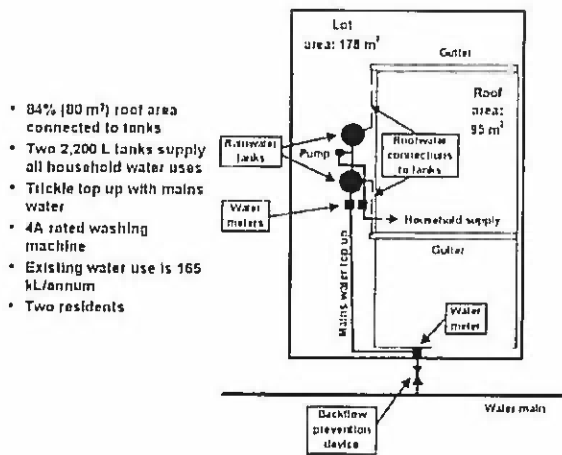 • 84% (80 m²) roof area
connected to tanks
• Two 2,200 L tanks supply
all household water uses
• Trickle top up with mains
water
• 4A rated washing
machine
• Existing water use is 165
kL/annum
• Two residents
Lot
area: 178 m²
Gutter
Roof
area:
95 m²
Rainwater
tanks
Pump
Roofwater
connections
to tanks
Water
meters
Household supply
Mains water top up
Gutter
Water
meter
Backflow
prevention
device
Water main